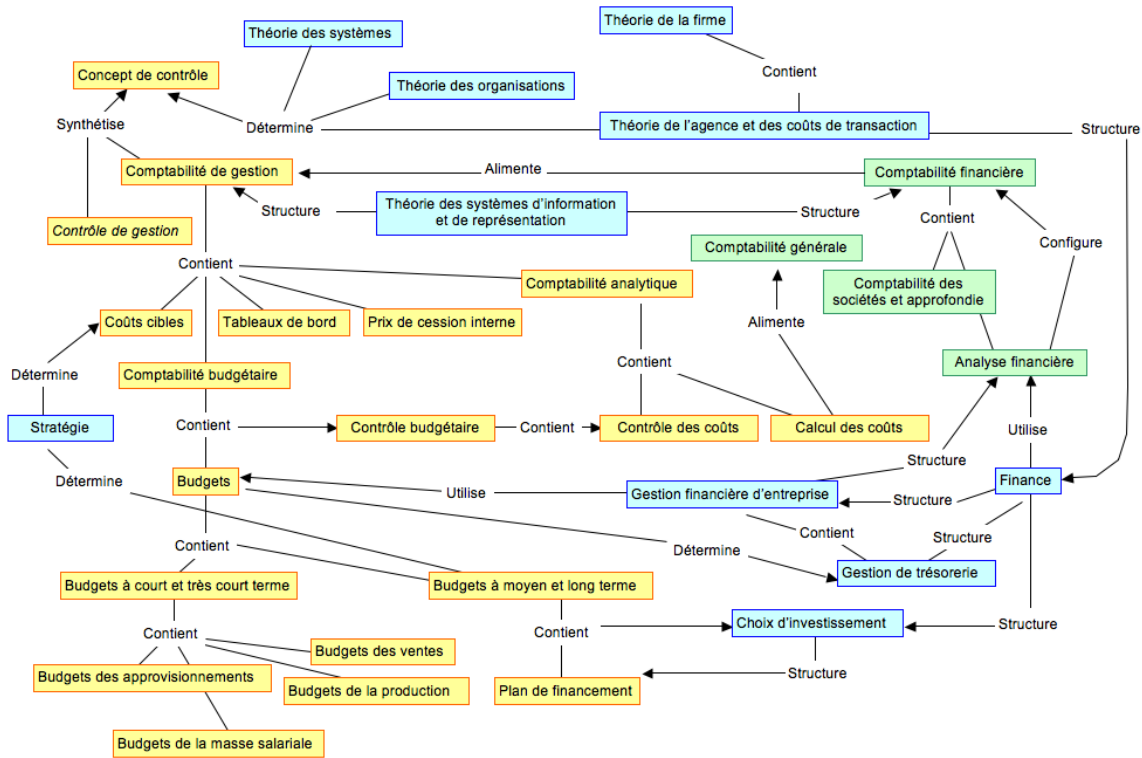 Théorie de la firme
Théorie des systèmes
Concept de contrôle
Contient
Théorie des organisations
Synthétise
Détermine
Théorie de l'agence et des coûts de transaction
Structure
Comptabilité de gestion
Alimente
Comptabilité financière
Structure
Théorie des systèmes d'information
et de représentation
Structure
Contient
Contrôle de gestion
Comptabilité générale
Configure
Contient
Comptabilité analytique
Comptabilité des
sociétés et approfondie
Coûts cibles
Tableaux de bord
Prix de cession interne
Alimente
Détermine
Comptabilité budgétaire
Contient
Analyse financière
Stratégie
Contient
Contrôle budgétaire
Contient
Contrôle des coûts
Calcul des coûts
Utilise
Structure
Détermine
Budgets
Utilise
Gestion financière d'entreprise
Structure
Finance
Contient
Contient
Détermine
Structure
Budgets à court et très court terme
Budgets à moyen et long terme
Gestion de trésorerie
Contient
Contient
Choix d'investissement
Structure
Budgets des ventes
Budgets des approvisionnements
Budgets de la production
Plan de financement
Structure
Budgets de la masse salariale